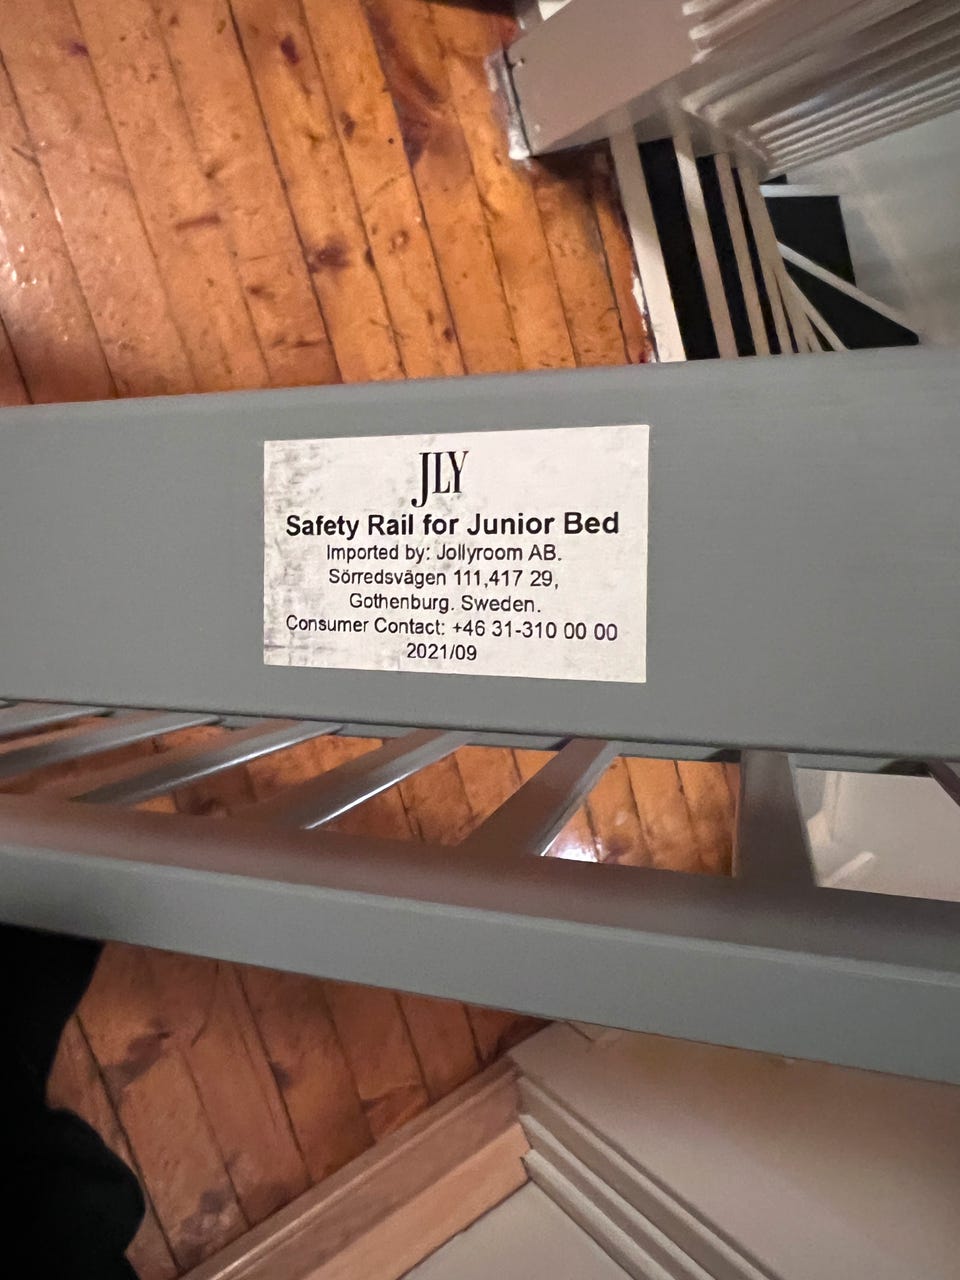 JLY
Safety Rail for Junior Bed
Imported by: Jollyroom AB.
Sörredsvägen 111,417 29,
Gothenburg. Sweden.
Consumer Contact: +46 31-310 00 00
2021/09